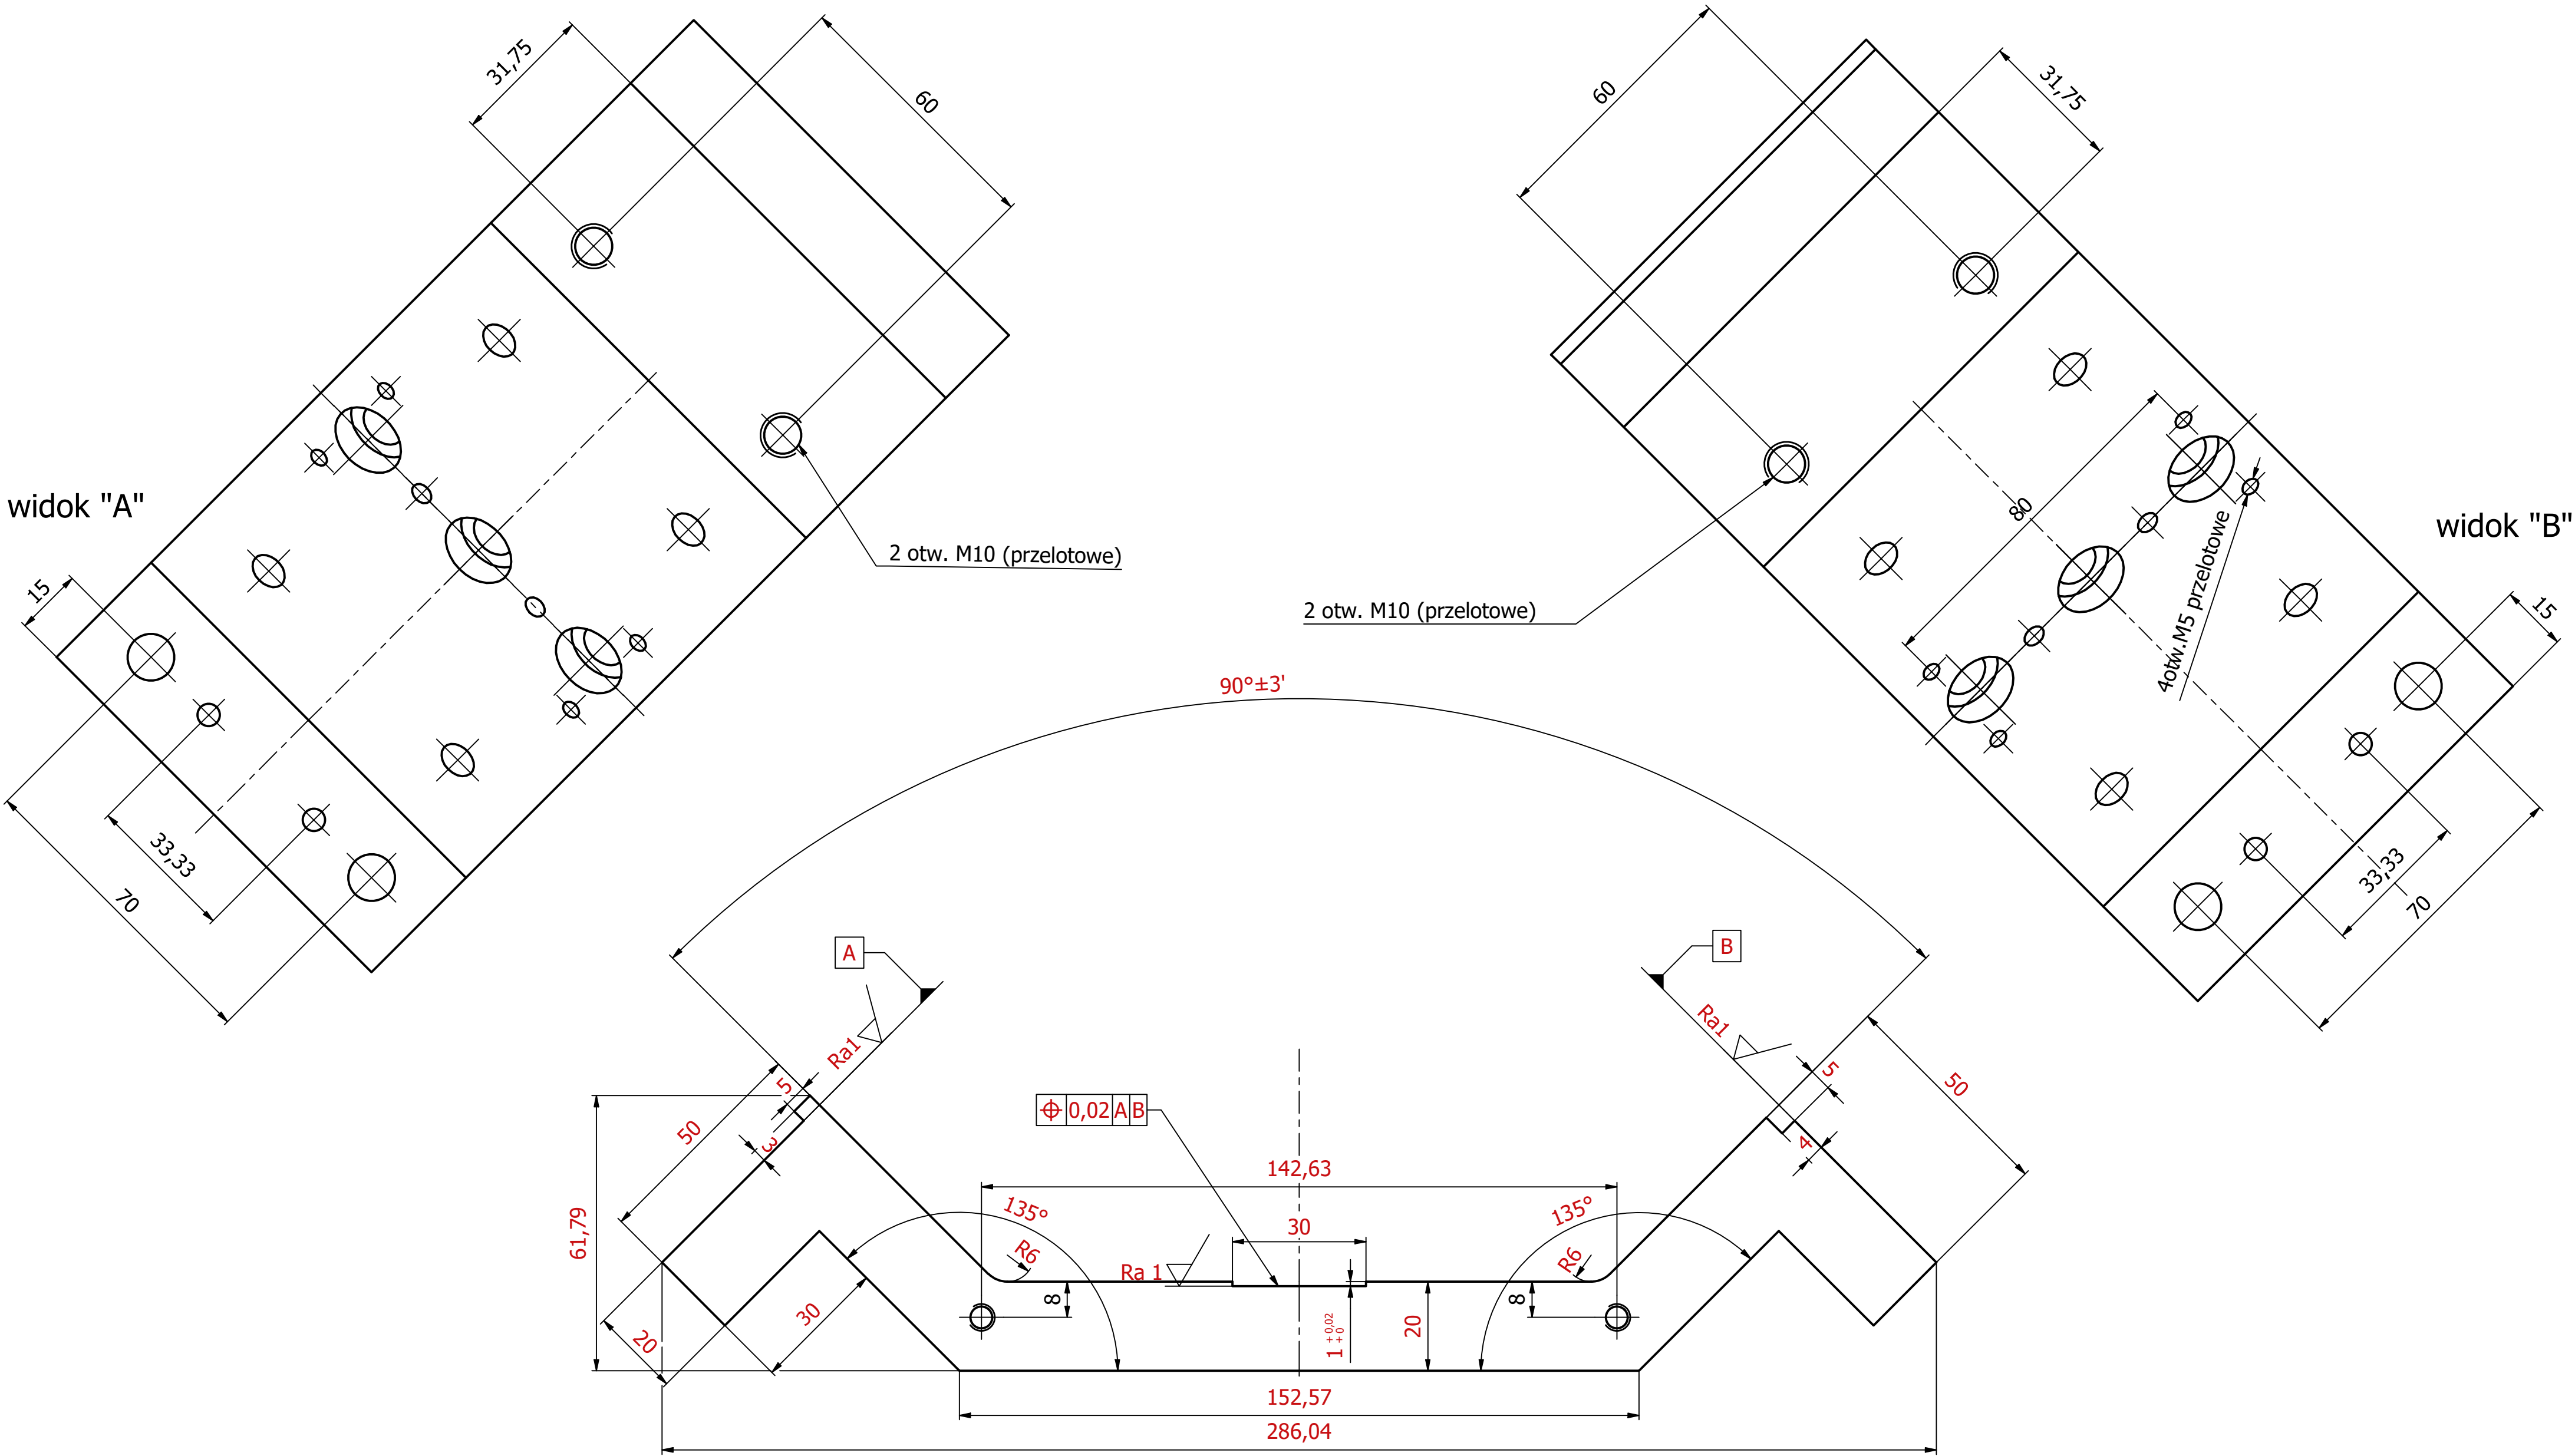 31,75
60
60
31,75
widok "A"
widok "B"
2 otw. M10 (przelotowe)
2 otw. M10 (przelotowe)
80
4otw.M5 przelotowe
15
15
33,33
70
33,33
70
90°±3'
A
B
Ra1
Ra1
5
5
50
50
3
4
0,02 A B
142,63
135°
135°
30
R6
R6
Ra 1
61,79
8
8
20
1 +0,02
+0
30
20
152,57
286,04